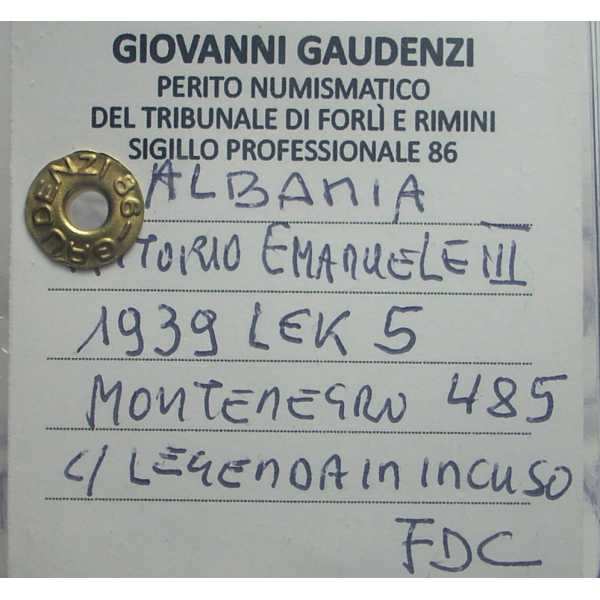 GIOVANNI GAUDENZI
PERITO NUMISMATICO
DEL TRIBUNALE DI FORLÌ E RIMINI
SIGILLO PROFESSIONALE 86
GAUDENZI 86
ALBANIA
VITTORIO EMANUELE III
1939 LEK 5
MONTENEGRO 485
C/ LEGENDA IN INCUSO
FDC